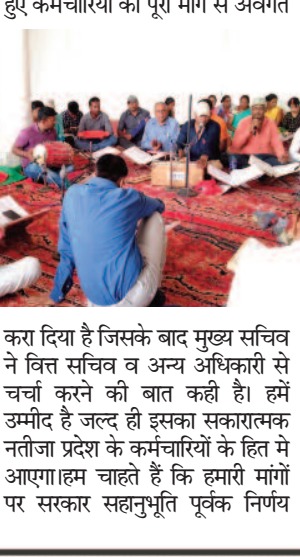 हुए कर्मचारियों की पूरी मांग से अवगत
करा दिया है जिसके बाद मुख्य सचिव
ने वित्त सचिव व अन्य अधिकारी से
चर्चा करने की बात कही है। हमें
उम्मीद है जल्द ही इसका सकारात्मक
नतीजा प्रदेश के कर्मचारियों के हित मे
आएगा।हम चाहते हैं कि हमारी मांगों
पर सरकार सहानुभूति पूर्वक निर्णय